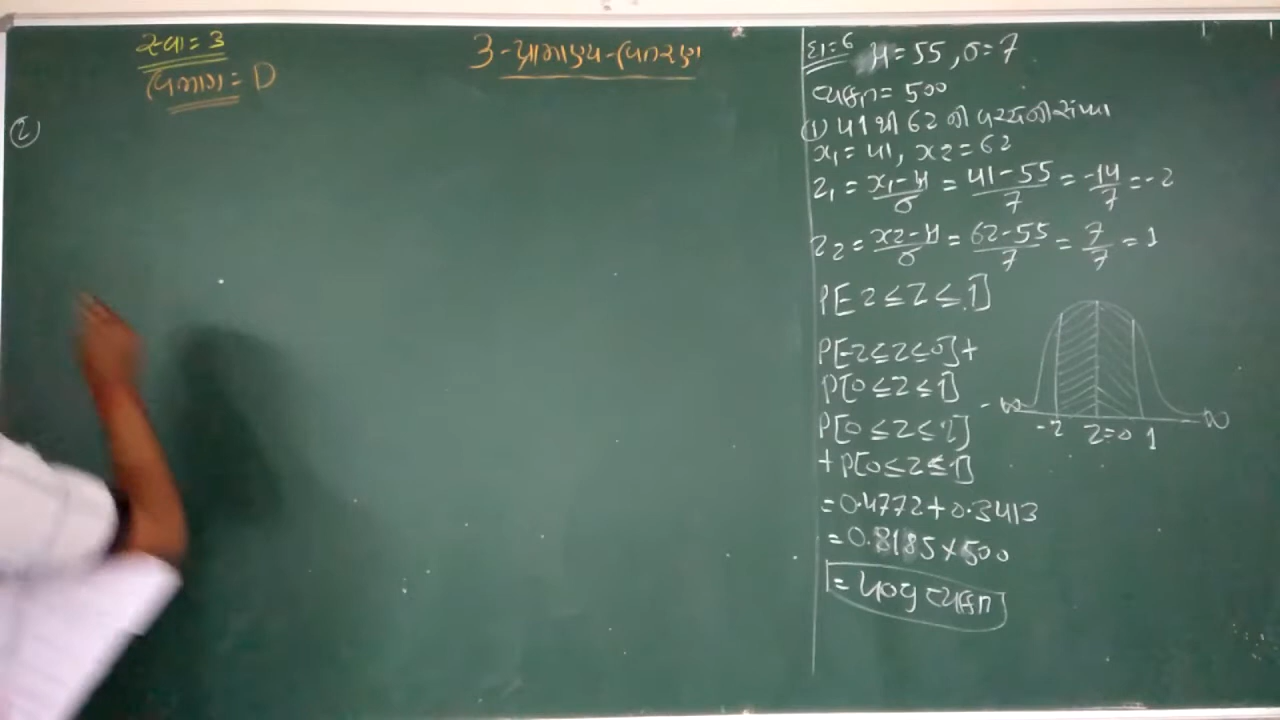 સ્વા = 3
વિભાગ = D
3-પ્રામાણ્ય-વિતરણ
(2)
દા=6 μ = 55, σ = 7
વ્યક્તિ = 500
(1) 41 થી 62 ની વચ્ચેની સંખ્યા
x₁ = 41, x2 = 62
z₁ = x₁-μ/σ = 41-55/7 = -14/7 = -2
z2 = x2-μ/σ = 62-55/7 = 7/7 = 1
P[-2 ≤ Z ≤ 1]
P[-2 ≤ Z ≤ 0] +
P[0 ≤ Z ≤ 1]
P[0 ≤ Z ≤ 2]
+ P[0 ≤ Z ≤ 1]
-∞ -2 Z=0 1 ∞
= 0.4772 + 0.3413
= 0.8185 × 500
= 409 વ્યક્તિ